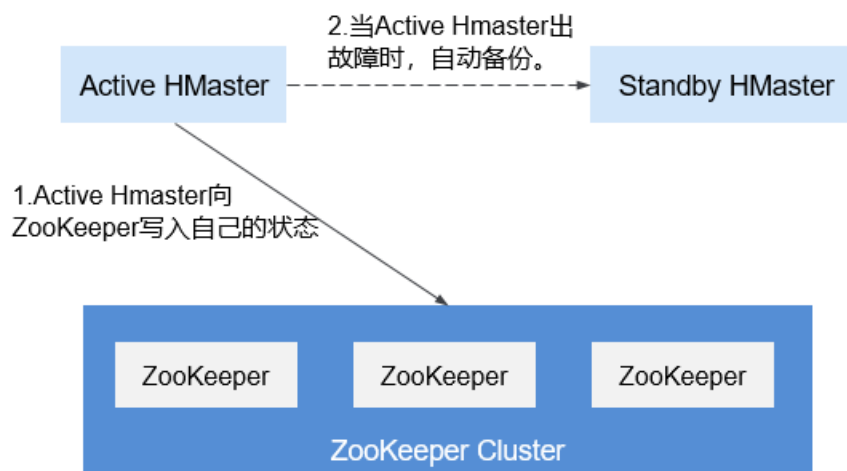 2.当Active Hmaster出
故障时，自动备份。
Active HMaster
Standby HMaster
1.Active Hmaster向
ZooKeeper写入自己的状态
ZooKeeper
ZooKeeper
ZooKeeper
ZooKeeper Cluster